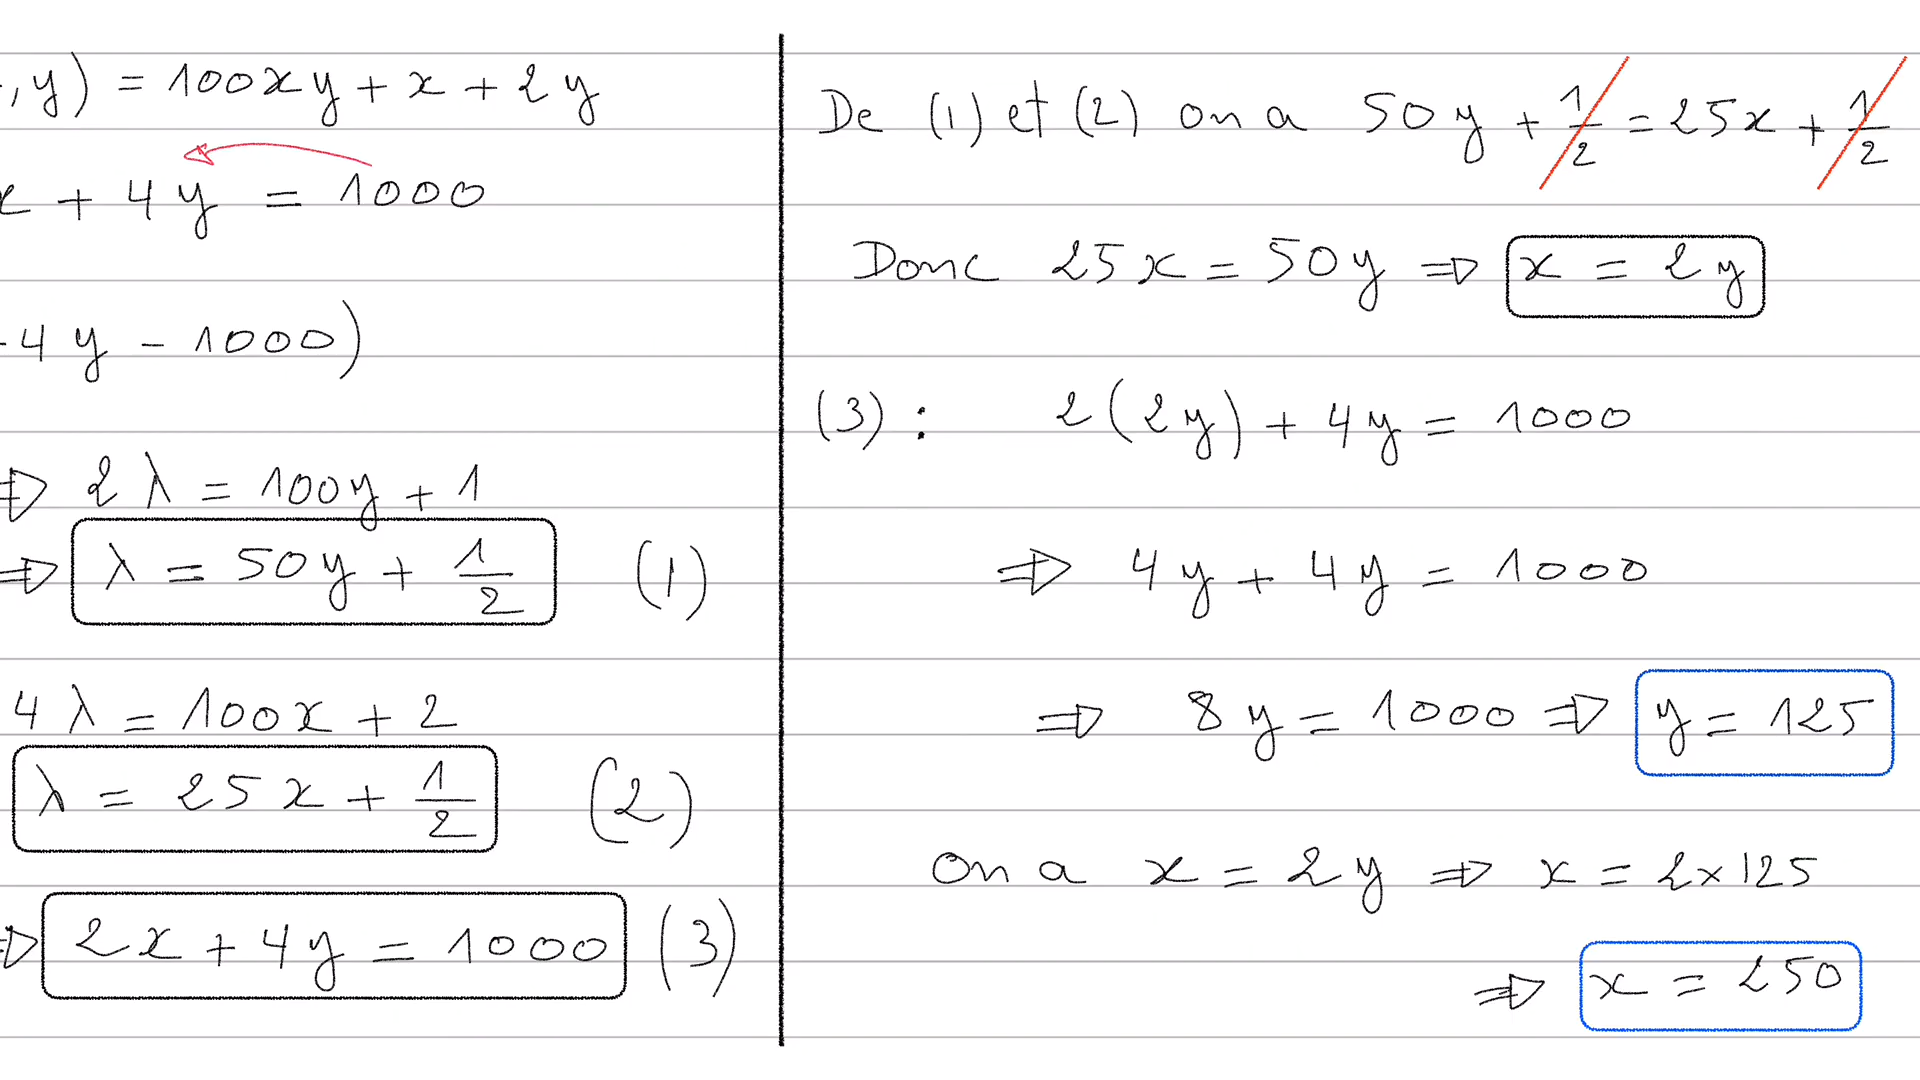 , y) = 100xy + x + 2y
x + 4y = 1000
4y - 1000)
⇒ 2λ = 100y + 1
⇒ λ = 50y + 1/2 (1)
4λ = 100x + 2
λ = 25x + 1/2 (2)
⇒ 2x + 4y = 1000 (3)
De (1) et (2) on a 50y + 1/2 = 25x + 1/2
Donc 25x = 50y ⇒ x = 2y
(3) : 2(2y) + 4y = 1000
⇒ 4y + 4y = 1000
⇒ 8y = 1000 ⇒ y = 125
On a x = 2y ⇒ x = 2×125
⇒ x = 250